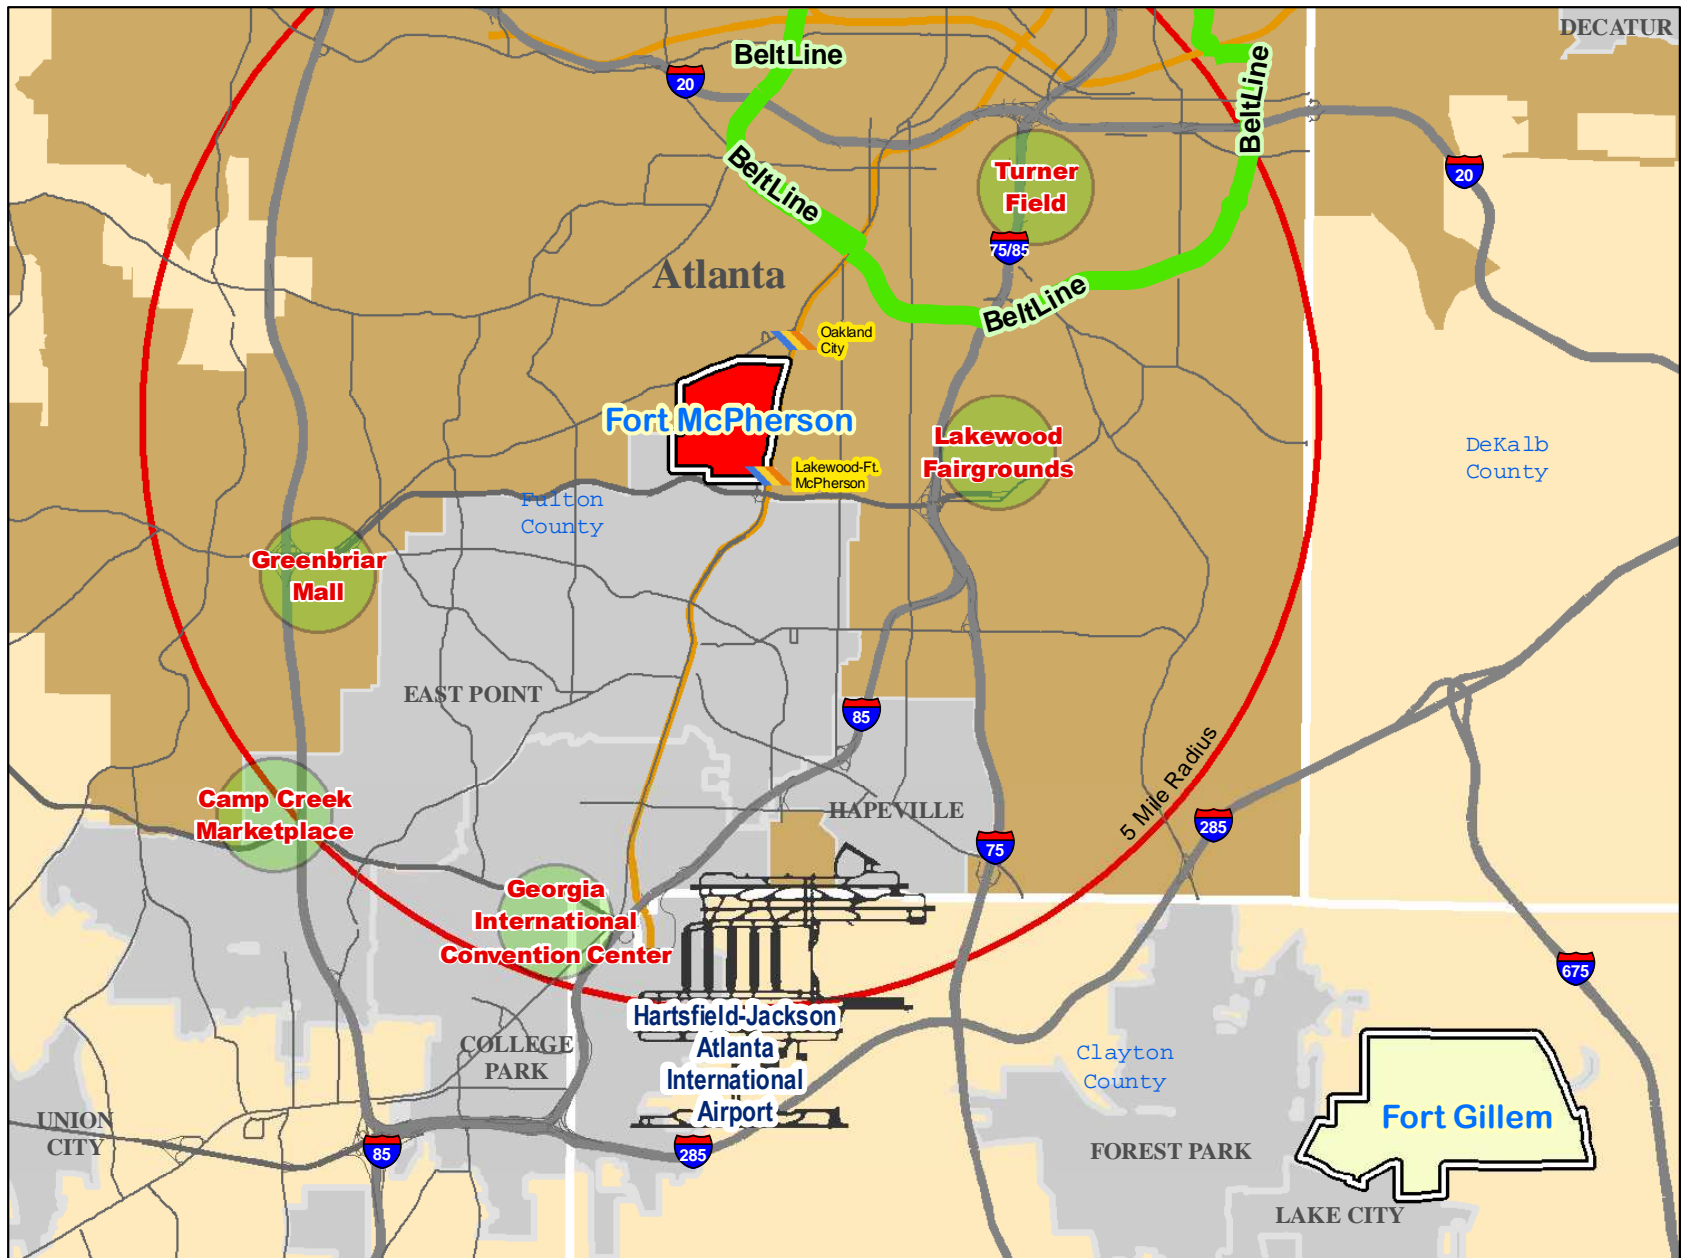 DECATUR
BeltLine
BeltLine
20
BeltLine
Turner
Field
20
75/85
Atlanta
BeltLine
Oakland
City
Fort McPherson
Lakewood
Fairgrounds
DeKalb
County
Lakewood-Ft.
McPherson
Fulton
County
Greenbriar
Mall
EAST POINT
85
5 Mile Radius
Camp Creek
Marketplace
HAPEVILLE
285
75
Georgia
International
Convention Center
675
Hartsfield-Jackson
Atlanta
International
Airport
COLLEGE
PARK
Clayton
County
Fort Gillem
UNION
CITY
85
285
FOREST PARK
LAKE CITY